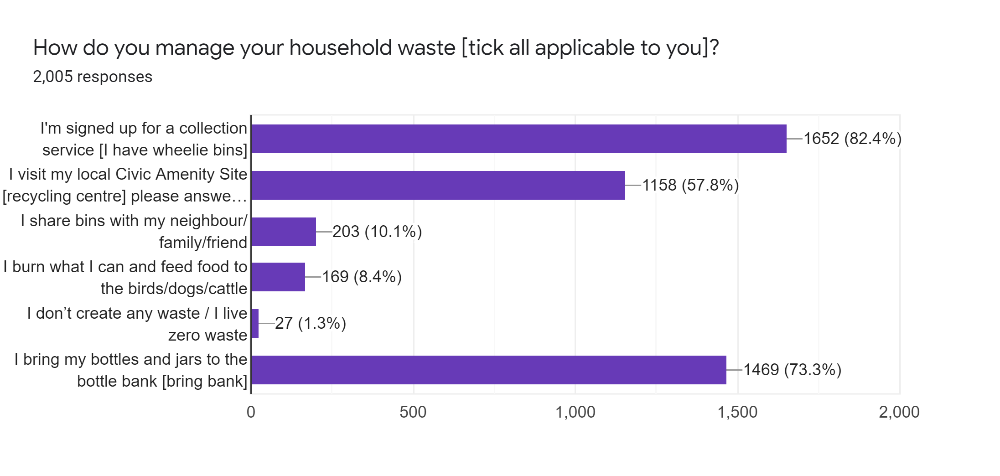 How do you manage your household waste [tick all applicable to you]?
2,005 responses
I'm signed up for a collection
service [I have wheelie bins]
1652 (82.4%)
I visit my local Civic Amenity Site
[recycling centre] please answe…
1158 (57.8%)
I share bins with my neighbour/
family/friend
203 (10.1%)
I burn what I can and feed food to
the birds/dogs/cattle
169 (8.4%)
I don’t create any waste / I live
zero waste
27 (1.3%)
I bring my bottles and jars to the
bottle bank [bring bank]
1469 (73.3%)
0 500 1,000 1,500 2,000